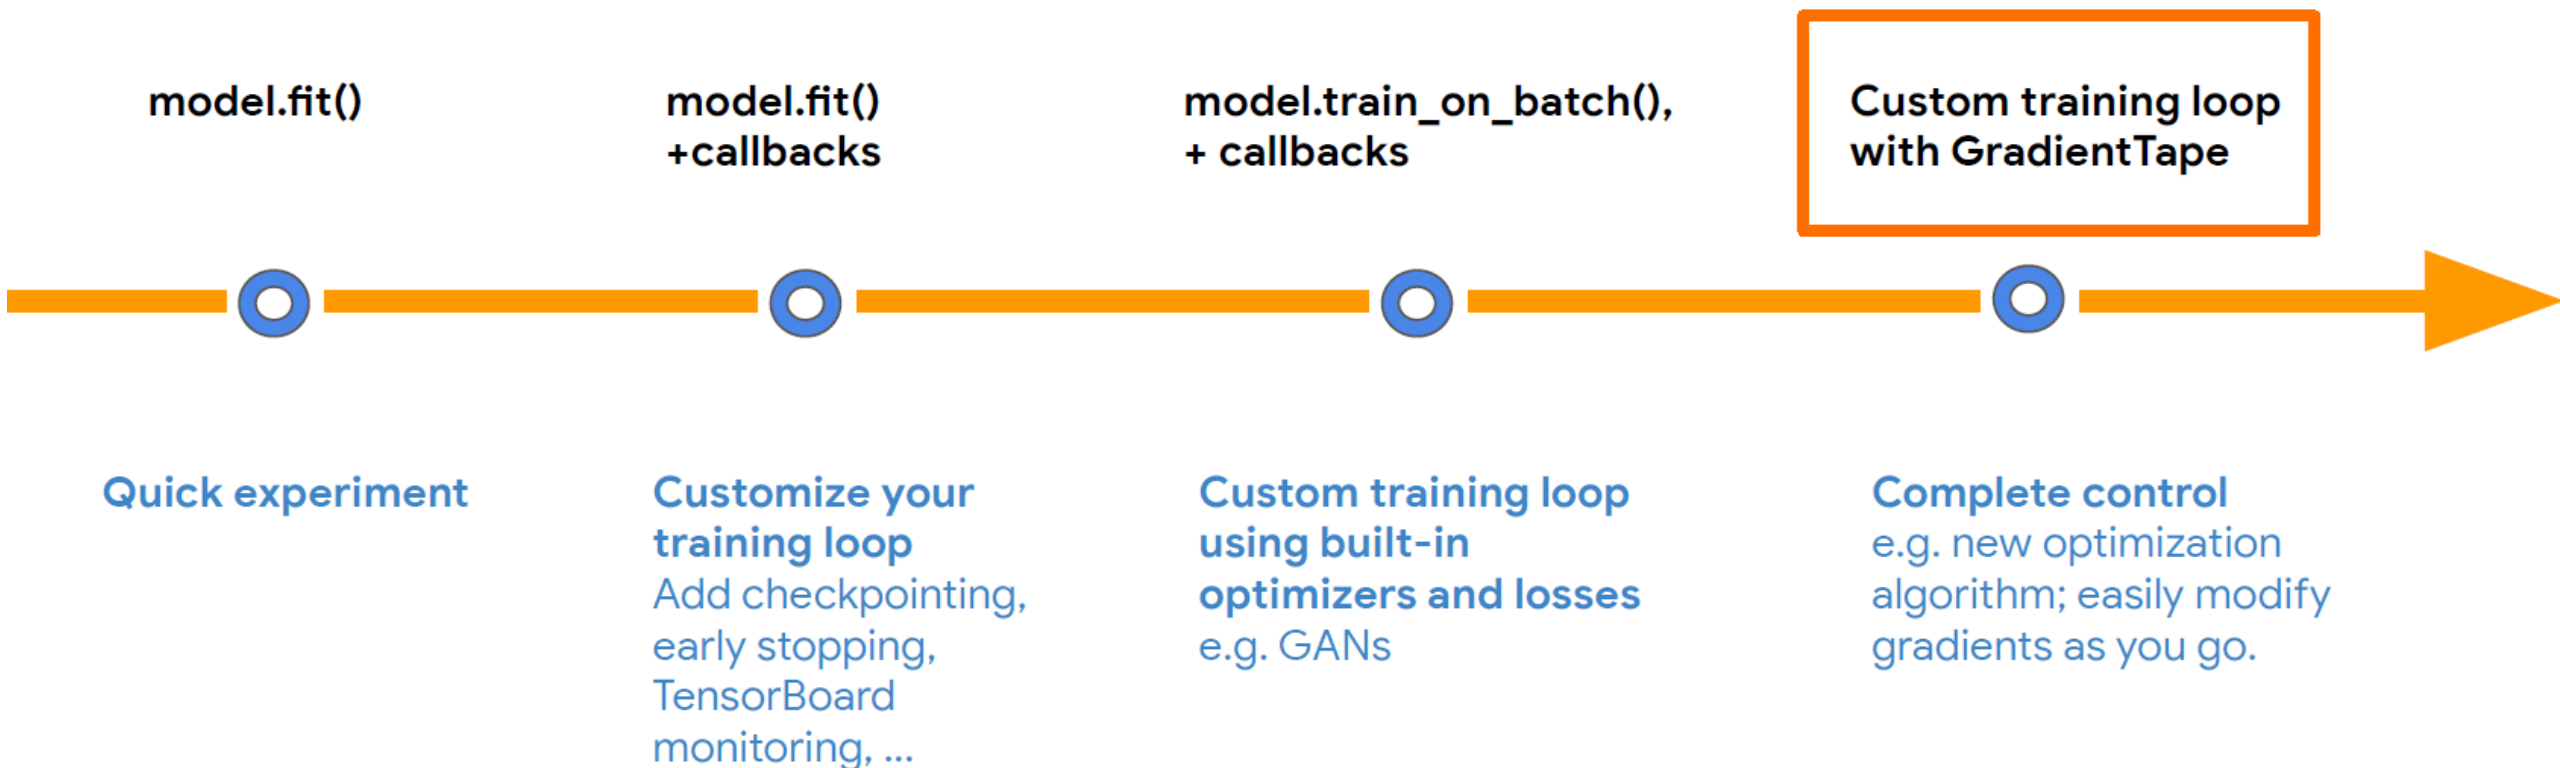 model.fit()
model.fit()
+callbacks
model.train_on_batch(),
+ callbacks
Custom training loop
with GradientTape
Quick experiment
Customize your
training loop
Add checkpointing,
early stopping,
TensorBoard
monitoring, ...
Custom training loop
using built-in
optimizers and losses
e.g. GANs
Complete control
e.g. new optimization
algorithm; easily modify
gradients as you go.